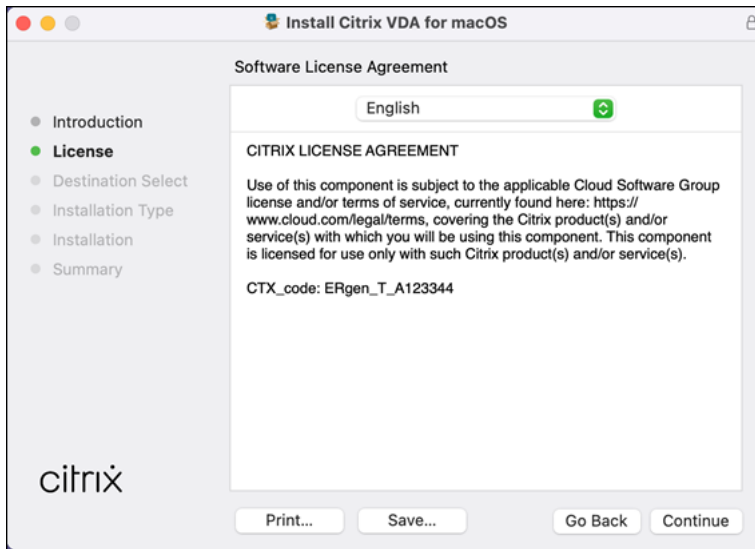 Install Citrix VDA for macOS
Software License Agreement
Introduction
License
Destination Select
Installation Type
Installation
Summary
English
CITRIX LICENSE AGREEMENT
Use of this component is subject to the applicable Cloud Software Group
license and/or terms of service, currently found here: https://
www.cloud.com/legal/terms, covering the Citrix product(s) and/or
service(s) with which you will be using this component. This component
is licensed for use only with such Citrix product(s) and/or service(s).
CTX_code: ERgen_T_A123344
citrix
Print...
Save...
Go Back
Continue